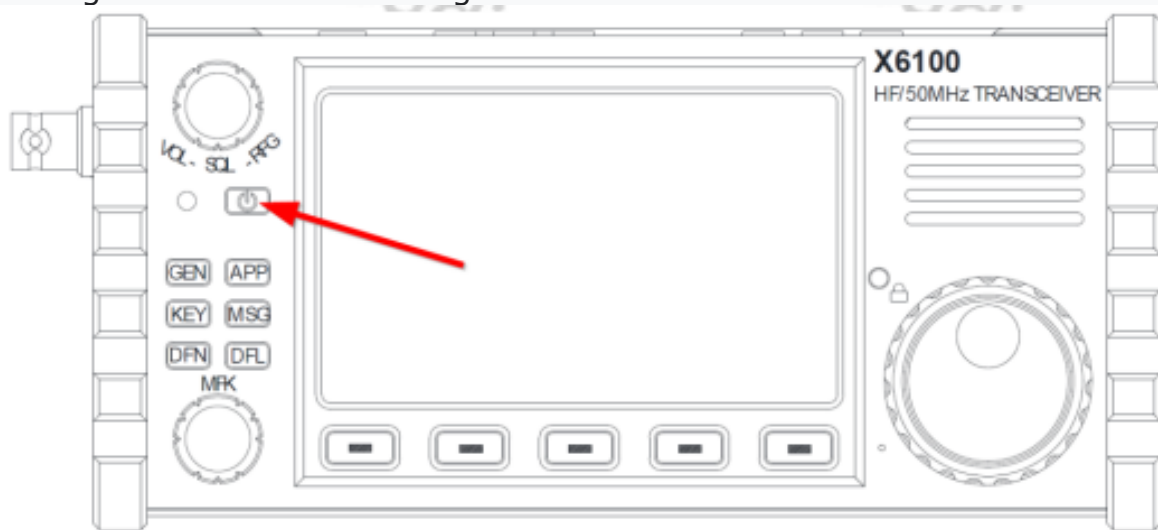 X6100
HF/50MHz TRANSCEIVER
VOL - SQL - RFG
GEN APP
KEY MSG
DFN DFL
MFK